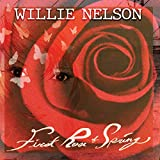 WILLIE NELSON
First Rose of Spring